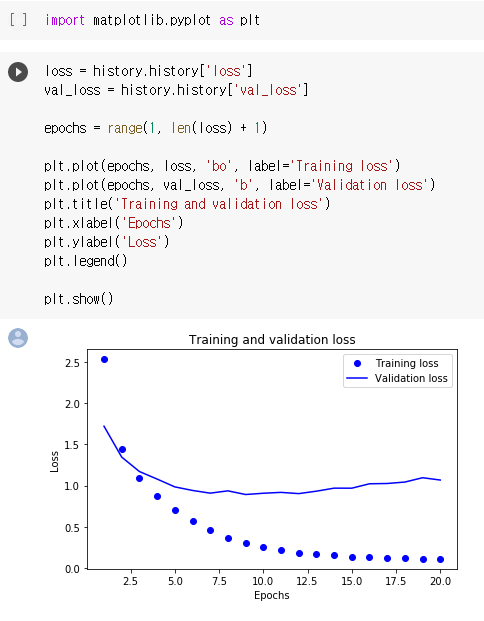 [ ] import matplotlib.pyplot as plt
loss = history.history['loss']
val_loss = history.history['val_loss']
epochs = range(1, len(loss) + 1)
plt.plot(epochs, loss, 'bo', label='Training loss')
plt.plot(epochs, val_loss, 'b', label='Validation loss')
plt.title('Training and validation loss')
plt.xlabel('Epochs')
plt.ylabel('Loss')
plt.legend()
plt.show()
Training and validation loss
Training loss
Validation loss
Loss
2.5
2.0
1.5
1.0
0.5
0.0
2.5 5.0 7.5 10.0 12.5 15.0 17.5 20.0
Epochs